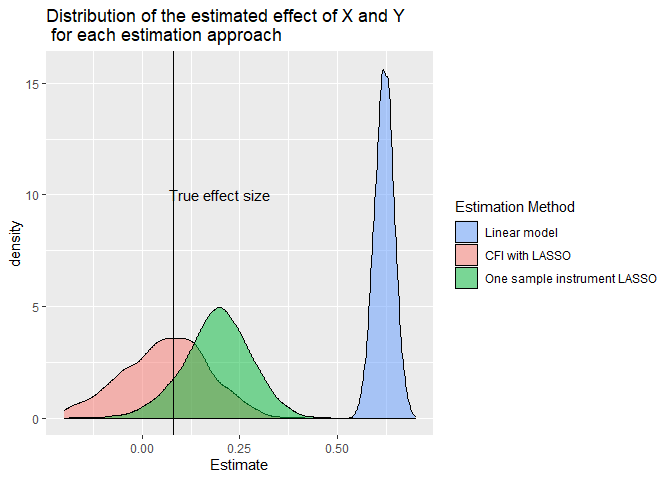 Distribution of the estimated effect of X and Y
for each estimation approach
15
10
5
0
density
True effect size
0.00
0.25
0.50
Estimate
Estimation Method
Linear model
CFI with LASSO
One sample instrument LASSO